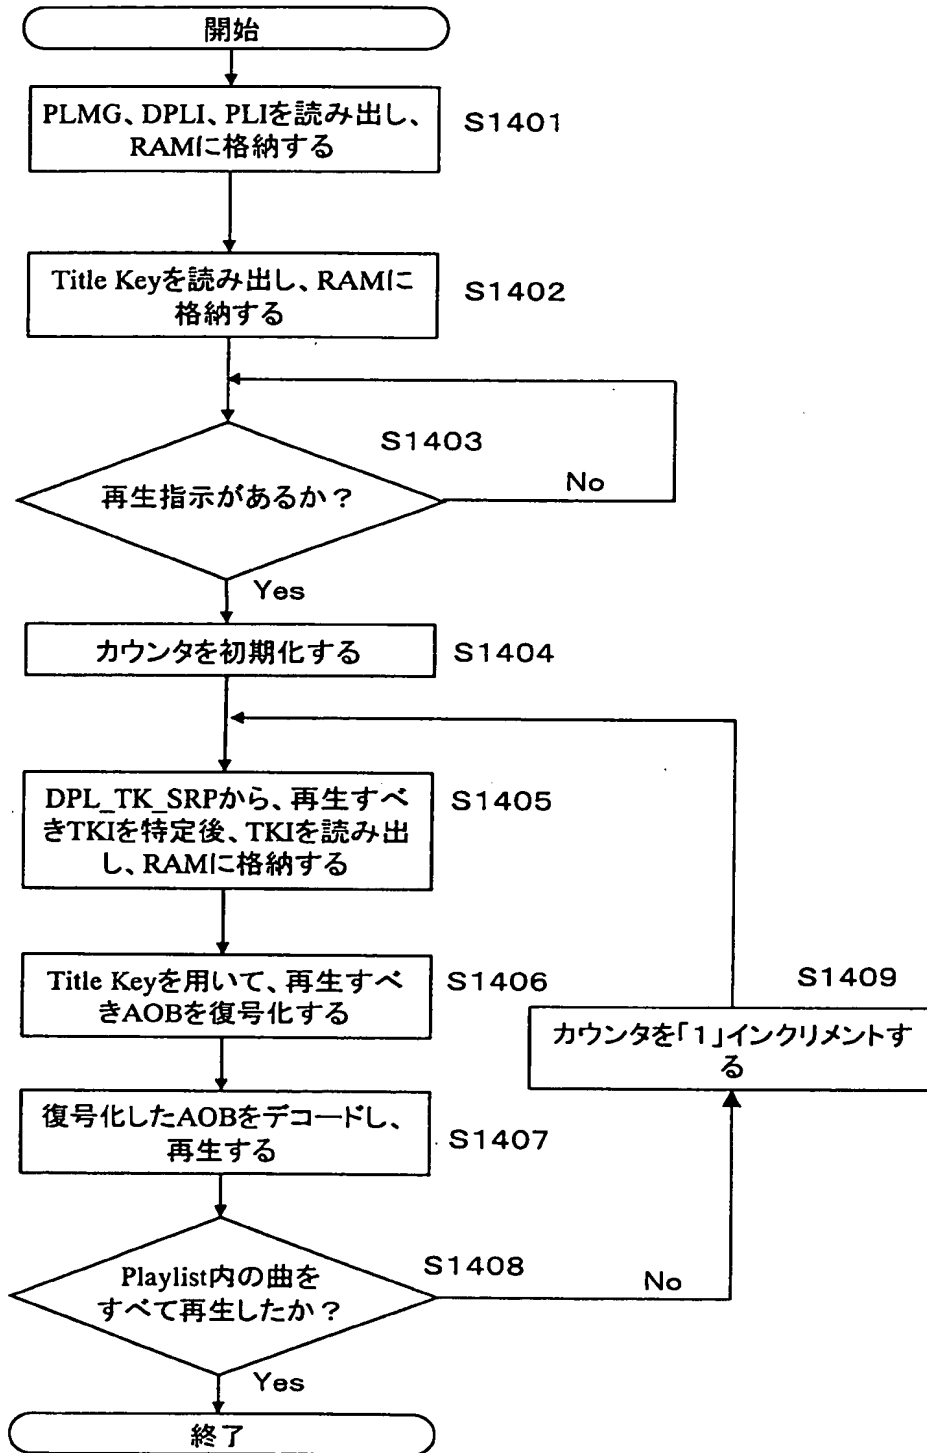 開始
PLMG、DPLI、PLIを読み出し、
RAMに格納する
S1401
Title Keyを読み出し、RAMに
格納する
S1402
S1403
再生指示があるか？
No
Yes
カウンタを初期化する
S1404
DPL_TK_SRPから、再生すべ
きTKIを特定後、TKIを読み出
し、RAMに格納する
S1405
Title Keyを用いて、再生すべ
きAOBを復号化する
S1406
S1409
カウンタを「1」インクリメントす
る
復号化したAOBをデコードし、
再生する
S1407
Playlist内の曲を
すべて再生したか？
S1408
No
Yes
終了